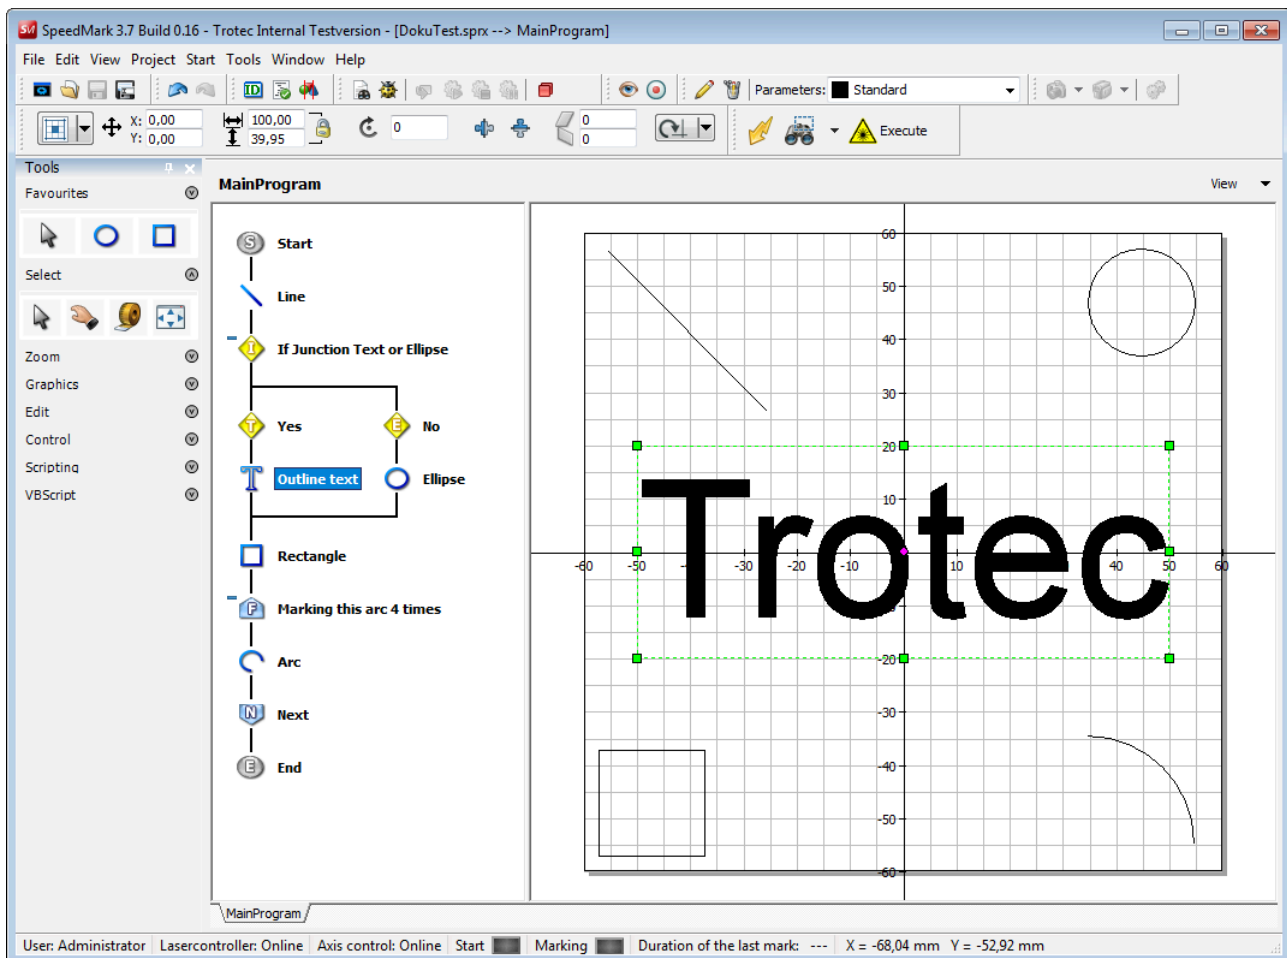 SpeedMark 3.7 Build 0.16 - Trotec Internal Testversion - [DokuTest.sprx --> MainProgram]
File Edit View Project Start Tools Window Help
ID Parameters: Standard
X: 0,00 100,00 0 0 Execute
Y: 0,00 39,95 0
Tools
Favourites
Select
Zoom
Graphics
Edit
Control
Scripting
VBScript
MainProgram
View
S Start
Line
I If Junction Text or Ellipse
T Yes E No
T Outline text Ellipse
Rectangle
F Marking this arc 4 times
Arc
N Next
E End
60
50
40
30
20
10
Trotec
-60 -50 -30 -20 -10 10 50 60
-20
-30
-40
-50
-60
MainProgram
User: Administrator Lasercontroller: Online Axis control: Online Start Marking Duration of the last mark: --- X = -68,04 mm Y = -52,92 mm